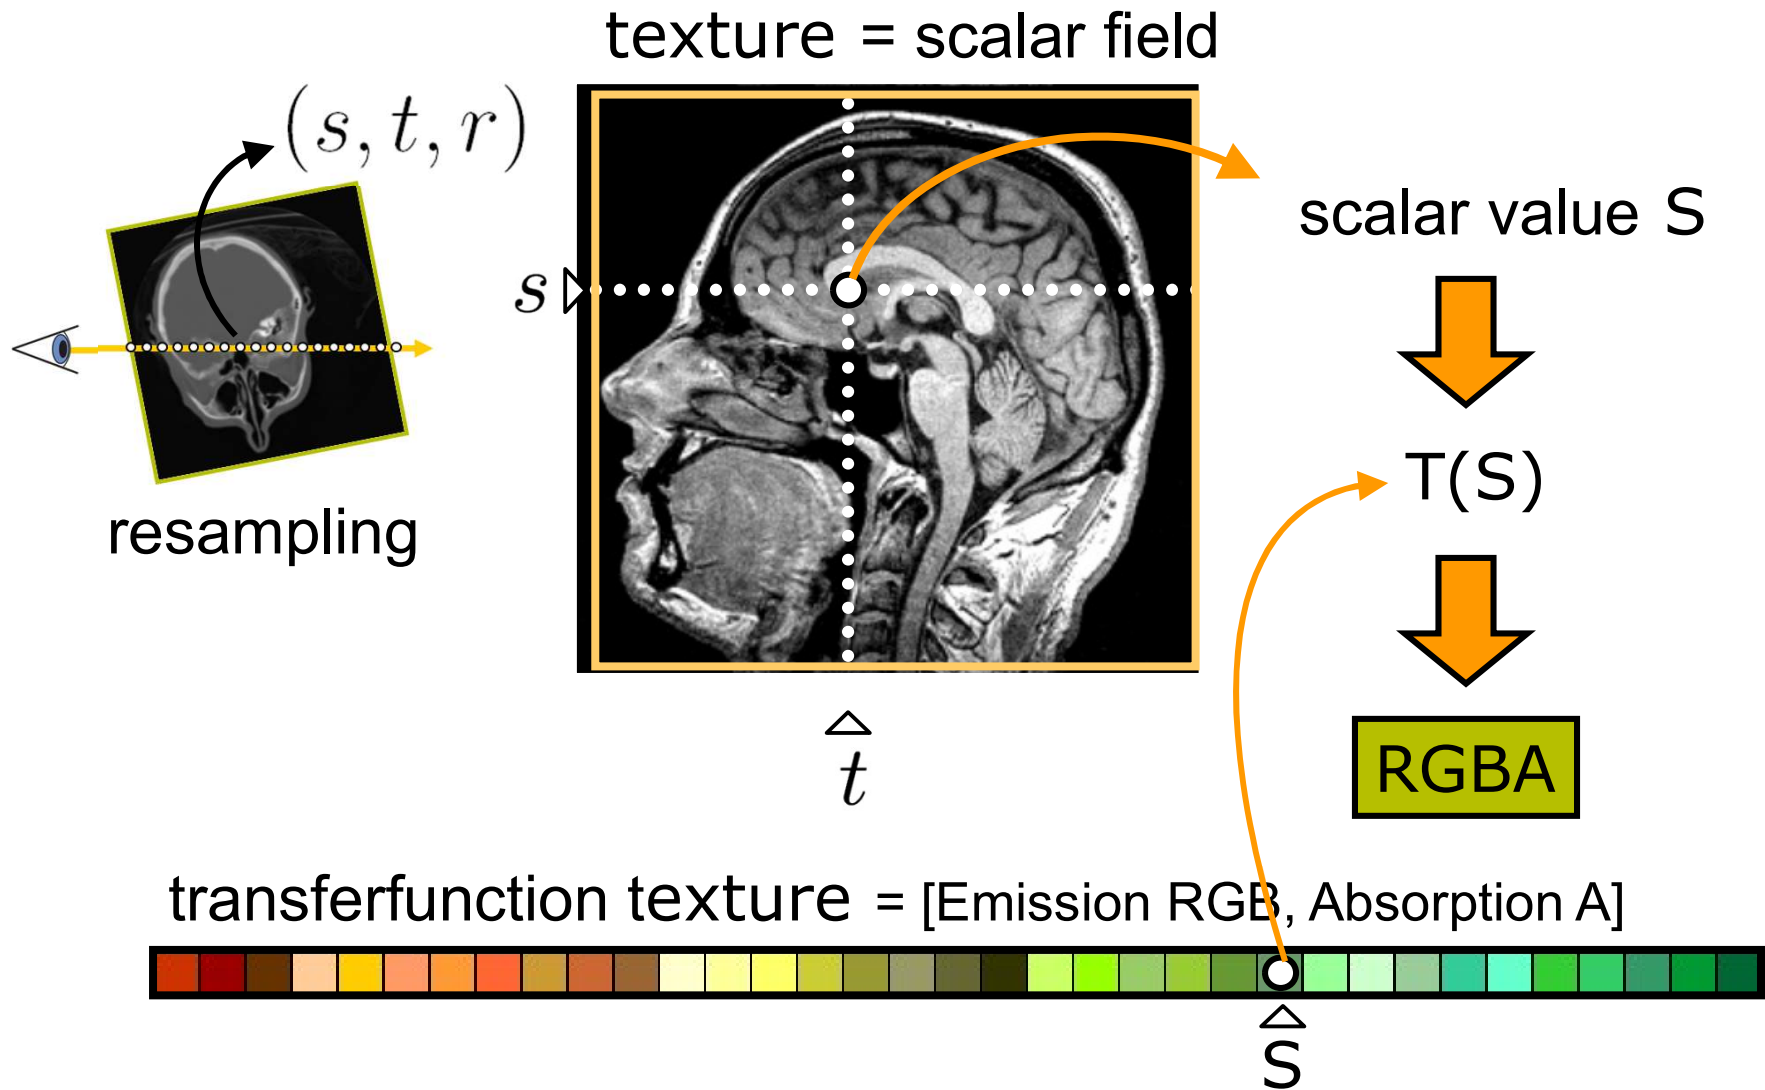 texture = scalar field
(s, t, r)
scalar value S
s
T(S)
resampling
t
RGBA
transferfunction texture = [Emission RGB, Absorption A]
S